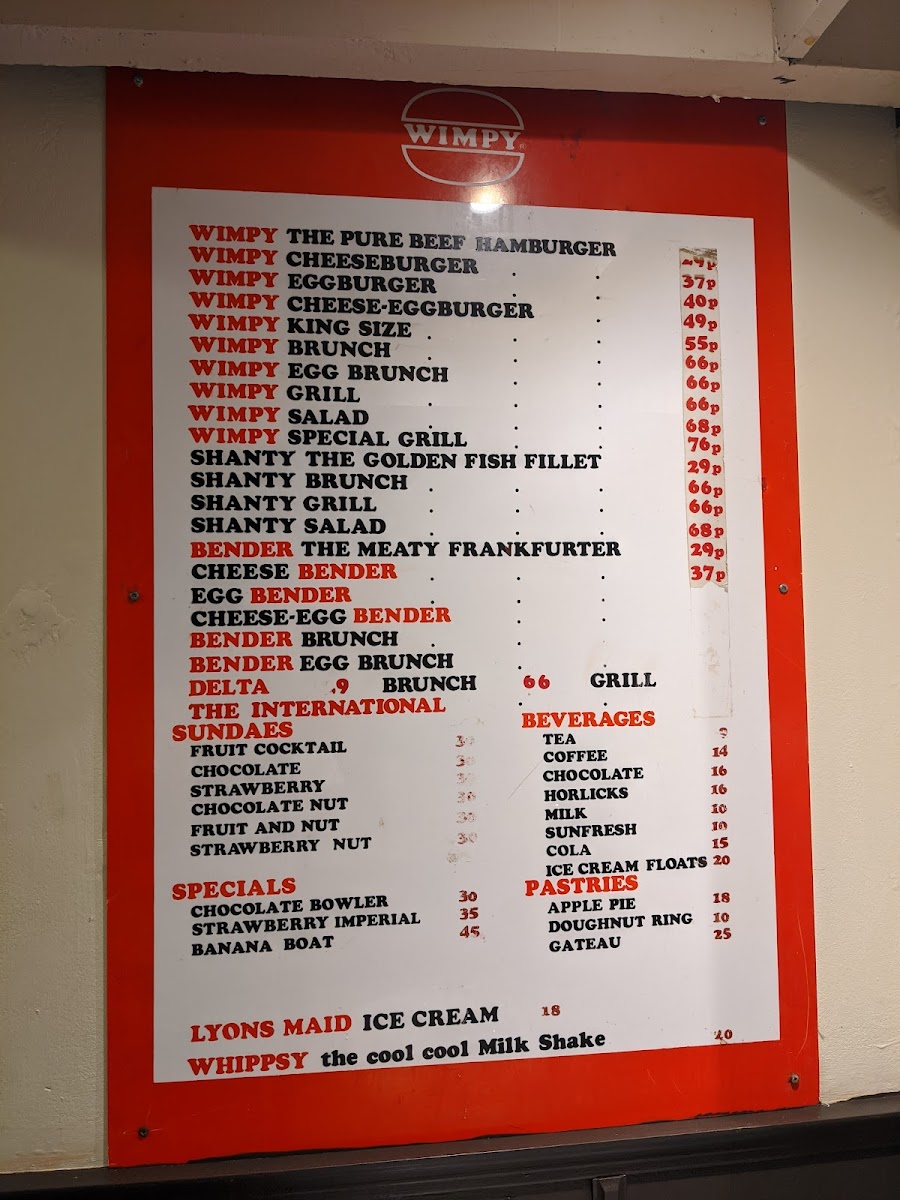 WIMPY
WIMPY THE PURE BEEF HAMBURGER
WIMPY CHEESEBURGER 37p
WIMPY EGGBURGER 40p
WIMPY CHEESE-EGGBURGER 49p
WIMPY KING SIZE 55p
WIMPY BRUNCH 66p
WIMPY EGG BRUNCH 66p
WIMPY GRILL 66p
WIMPY SALAD 68p
WIMPY SPECIAL GRILL 76p
SHANTY THE GOLDEN FISH FILLET 29p
SHANTY BRUNCH 66p
SHANTY GRILL 66p
SHANTY SALAD 68p
BENDER THE MEATY FRANKFURTER 29p
CHEESE BENDER 37p
EGG BENDER
CHEESE-EGG BENDER
BENDER BRUNCH
BENDER EGG BRUNCH
DELTA BRUNCH 66 GRILL
THE INTERNATIONAL
SUNDAES
FRUIT COCKTAIL
CHOCOLATE
STRAWBERRY
CHOCOLATE NUT 30
FRUIT AND NUT 30
STRAWBERRY NUT 30
SPECIALS
CHOCOLATE BOWLER 30
STRAWBERRY IMPERIAL 35
BANANA BOAT 45
BEVERAGES
TEA
COFFEE 14
CHOCOLATE 16
HORLICKS 16
MILK 10
SUNFRESH 10
COLA 15
ICE CREAM FLOATS 20
PASTRIES
APPLE PIE 18
DOUGHNUT RING 10
GATEAU 25
LYONS MAID ICE CREAM 18
WHIPPSY the cool cool Milk Shake 20